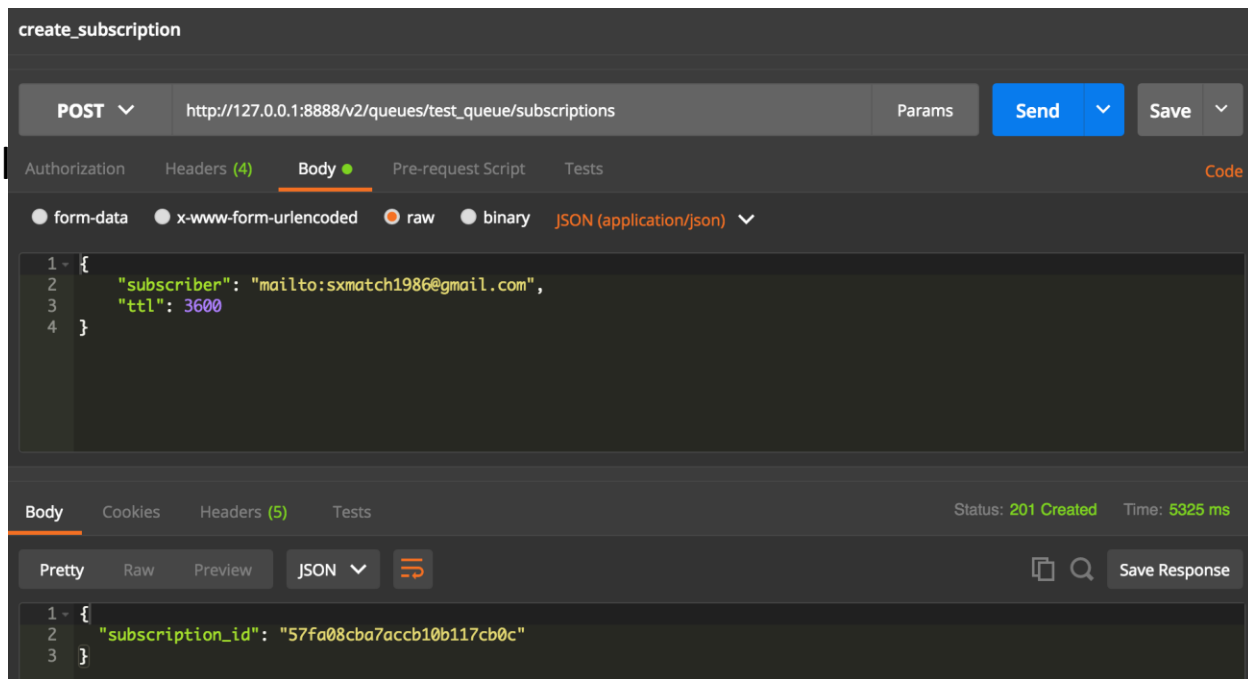 create_subscription
POST http://127.0.0.1:8888/v2/queues/test_queue/subscriptions Params Send Save
Authorization Headers (4) Body Pre-request Script Tests Code
form-data x-www-form-urlencoded raw binary JSON (application/json)
1 {
2 "subscriber": "mailto:sxmatch1986@gmail.com",
3 "ttl": 3600
4 }
Body Cookies Headers (5) Tests Status: 201 Created Time: 5325 ms
Pretty Raw Preview JSON Save Response
1 {
2 "subscription_id": "57fa08cba7accb10b117cb0c"
3 }